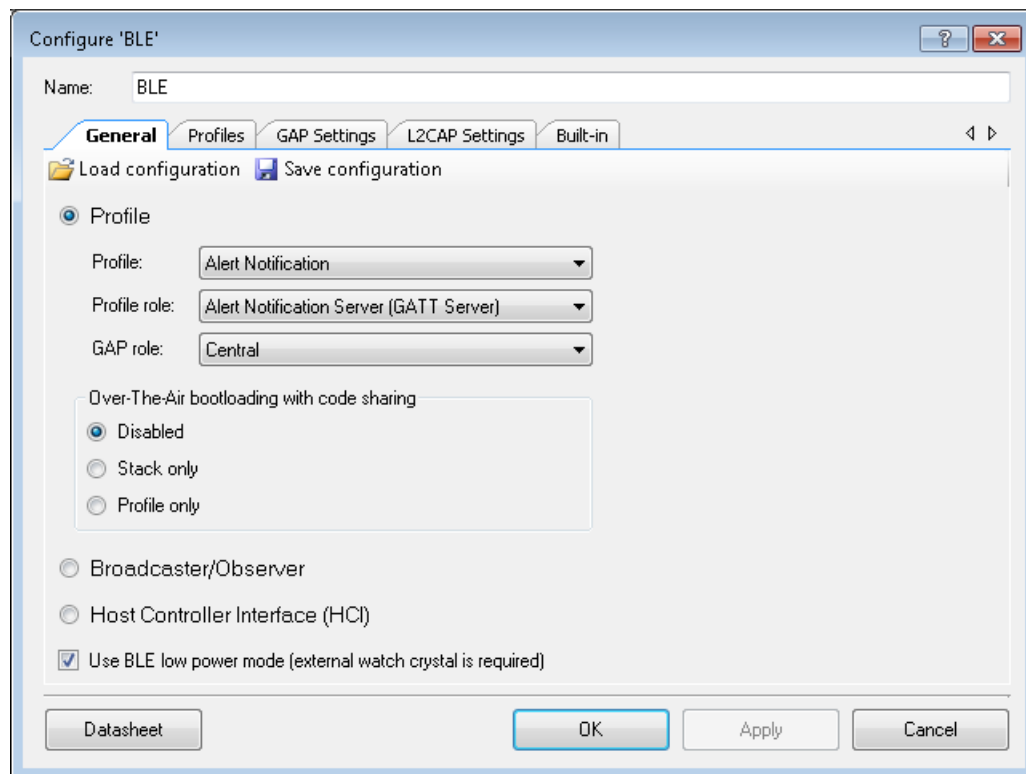 Configure 'BLE'
Name: BLE
General Profiles GAP Settings L2CAP Settings Built-in
Load configuration Save configuration
Profile
Profile: Alert Notification
Profile role: Alert Notification Server (GATT Server)
GAP role: Central
Over-The-Air bootloading with code sharing
Disabled
Stack only
Profile only
Broadcaster/Observer
Host Controller Interface (HCI)
Use BLE low power mode (external watch crystal is required)
Datasheet OK Apply Cancel